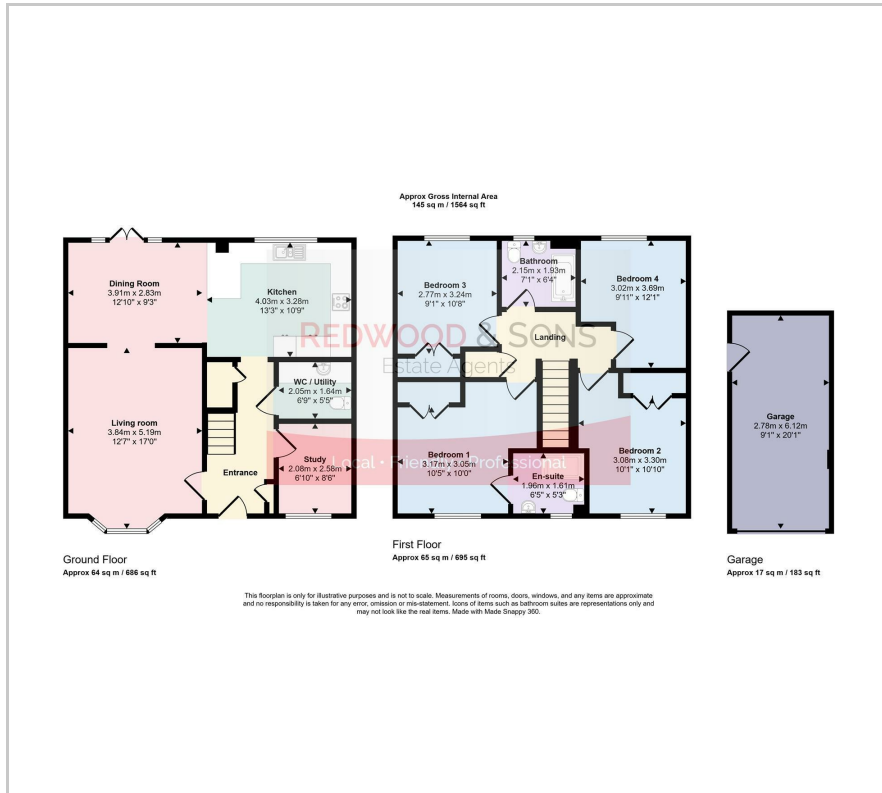 Approx Gross Internal Area
145 sq m / 1564 sq ft
Dining Room
3.91m x 2.83m
12'10" x 9'3"
Kitchen
4.03m x 3.28m
13'3" x 10'9"
WC / Utility
2.05m x 1.64m
6'9" x 5'5"
Living room
3.84m x 5.19m
12'7" x 17'0"
Study
2.08m x 2.58m
6'10" x 8'6"
Entrance
Ground Floor
Approx 64 sq m / 686 sq ft
Bedroom 3
2.77m x 3.24m
9'1" x 10'8"
Bathroom
2.15m x 1.93m
7'1" x 6'4"
Bedroom 4
3.02m x 3.69m
9'11" x 12'1"
Landing
REDWOOD & SONS
Estate Agents
Local • Friendly • Professional
Bedroom 1
3.17m x 3.05m
10'5" x 10'0"
En-suite
1.96m x 1.61m
6'5" x 5'3"
Bedroom 2
3.08m x 3.30m
10'1" x 10'10"
First Floor
Approx 65 sq m / 695 sq ft
Garage
2.78m x 6.12m
9'1" x 20'1"
Garage
Approx 17 sq m / 183 sq ft
This floorplan is only for illustrative purposes and is not to scale. Measurements of rooms, doors, windows, and any items are approximate
and no responsibility is taken for any error, omission or mis-statement. Icons of items such as bathroom suites are representations only and
may not look like the real items. Made with Made Snappy 360.